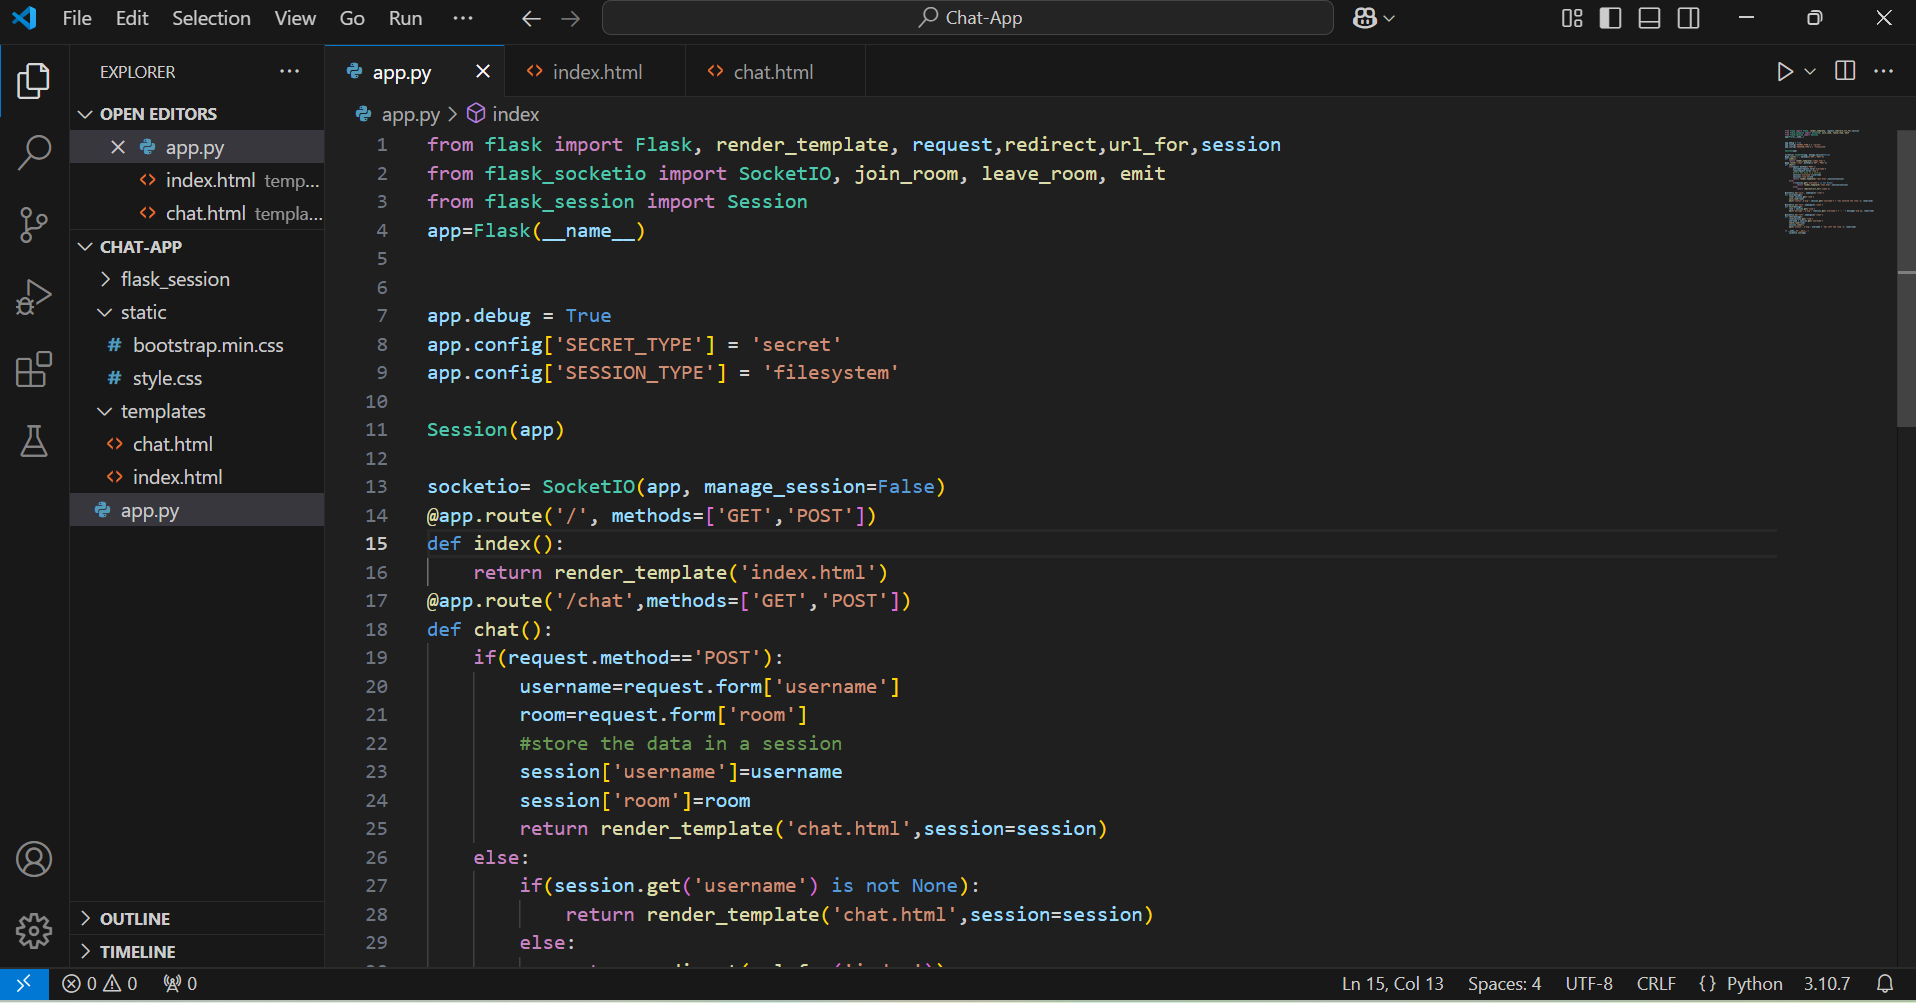 File Edit Selection View Go Run ··· Chat-App
EXPLORER ···
OPEN EDITORS
app.py
index.html temp...
chat.html templa...
CHAT-APP
flask_session
static
# bootstrap.min.css
# style.css
templates
<> chat.html
<> index.html
app.py
OUTLINE
TIMELINE
app.py <> index.html <> chat.html
app.py > index
1 from flask import Flask, render_template, request,redirect,url_for,session
2 from flask_socketio import SocketIO, join_room, leave_room, emit
3 from flask_session import Session
4 app=Flask(__name__)
5
6
7 app.debug = True
8 app.config['SECRET_TYPE'] = 'secret'
9 app.config['SESSION_TYPE'] = 'filesystem'
10
11 Session(app)
12
13 socketio= SocketIO(app, manage_session=False)
14 @app.route('/', methods=['GET','POST'])
15 def index():
16     return render_template('index.html')
17 @app.route('/chat',methods=['GET','POST'])
18 def chat():
19     if(request.method=='POST'):
20         username=request.form['username']
21         room=request.form['room']
22         #store the data in a session
23         session['username']=username
24         session['room']=room
25         return render_template('chat.html',session=session)
26     else:
27         if(session.get('username') is not None):
28             return render_template('chat.html',session=session)
29         else:
0 0 0 Ln 15, Col 13 Spaces: 4 UTF-8 CRLF {} Python 3.10.7